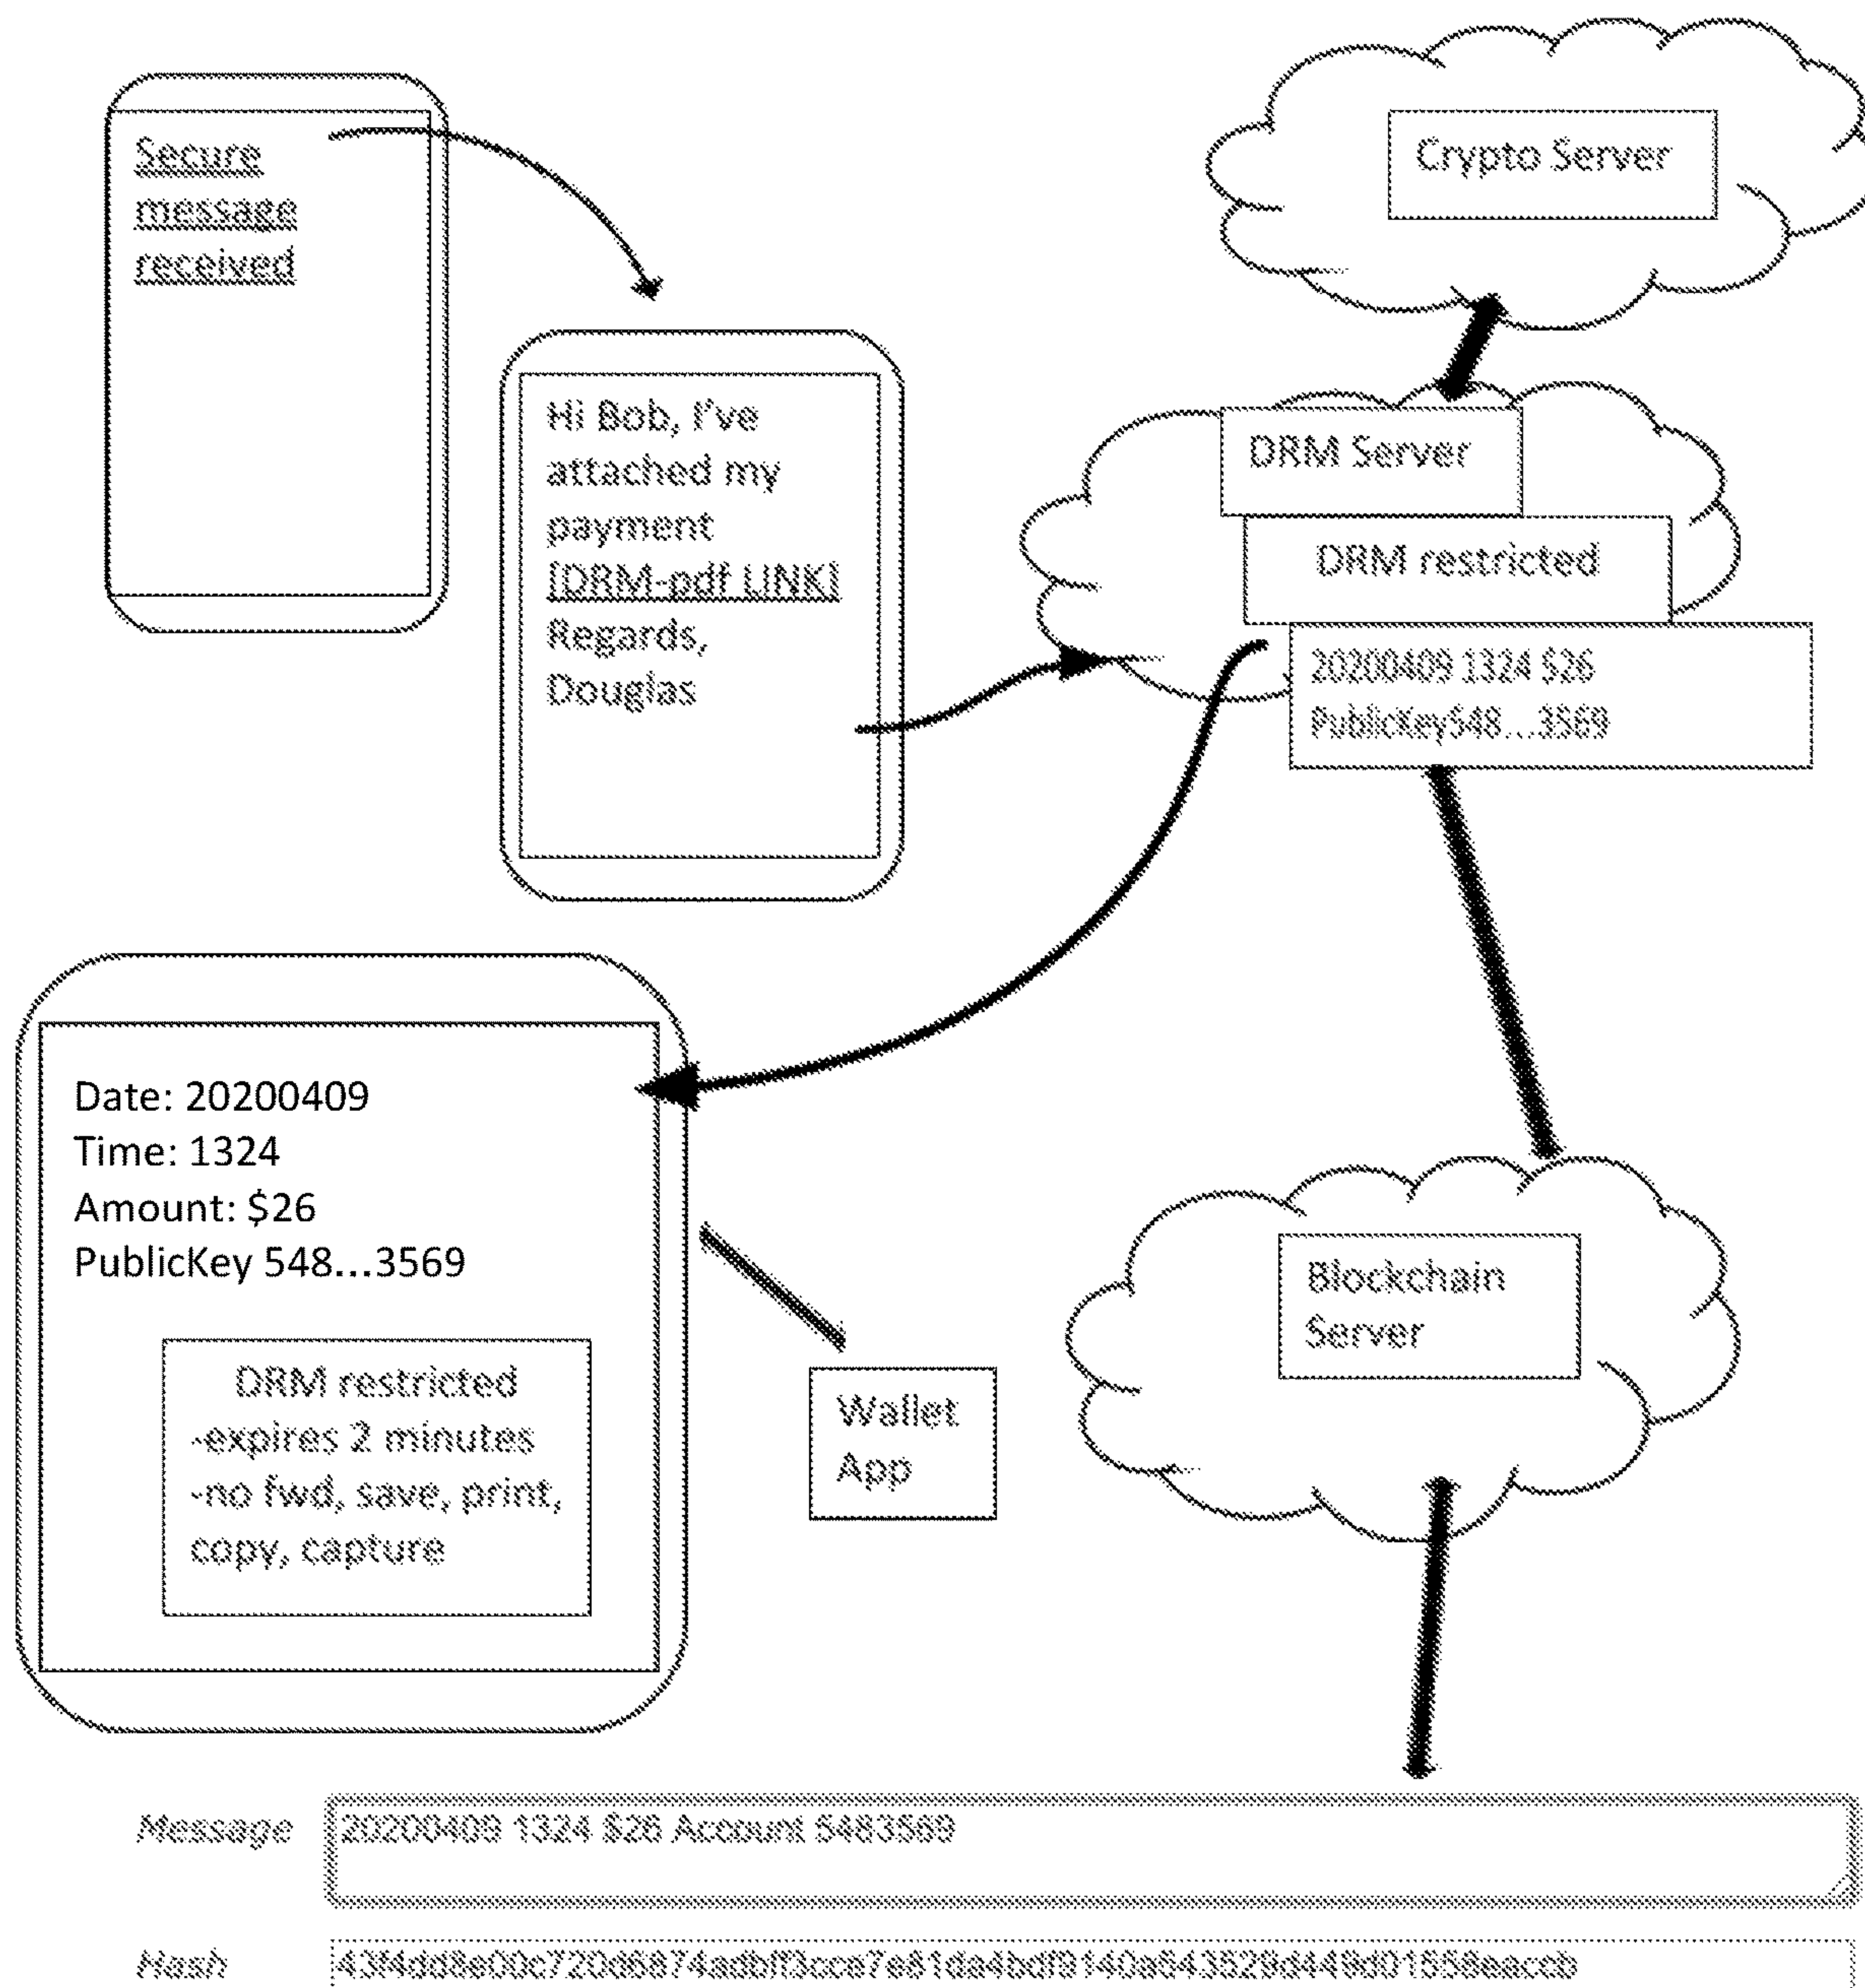 Secure
message
received
Crypto Server
Hi Bob, I've
attached my
payment
[DRM-pdf LINK]
Regards,
Douglas
DRM Server
DRM restricted
20200409 1324 $26
PublicKey548...3569
Date: 20200409
Time: 1324
Amount: $26
PublicKey 548...3569
DRM restricted
-expires 2 minutes
-no fwd, save, print,
copy, capture
Wallet
App
Blockchain
Server
Message
20200409 1324 $26 Account 5483569
Hash